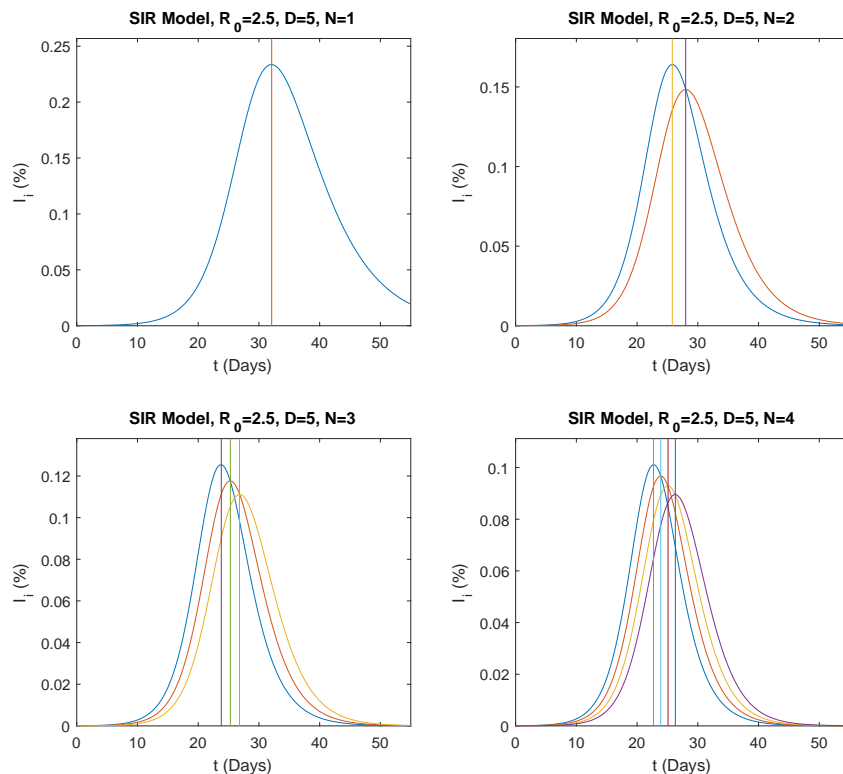 SIR Model, R0=2.5, D=5, N=1
0.25
0.2
0.15
0.1
0.05
0
I_i (%)
0 10 20 30 40 50
t (Days)
SIR Model, R0=2.5, D=5, N=2
0.15
0.1
0.05
0
I_i (%)
0 10 20 30 40 50
t (Days)
SIR Model, R0=2.5, D=5, N=3
0.12
0.1
0.08
0.06
0.04
0.02
0
I_i (%)
0 10 20 30 40 50
t (Days)
SIR Model, R0=2.5, D=5, N=4
0.1
0.08
0.06
0.04
0.02
0
I_i (%)
0 10 20 30 40 50
t (Days)